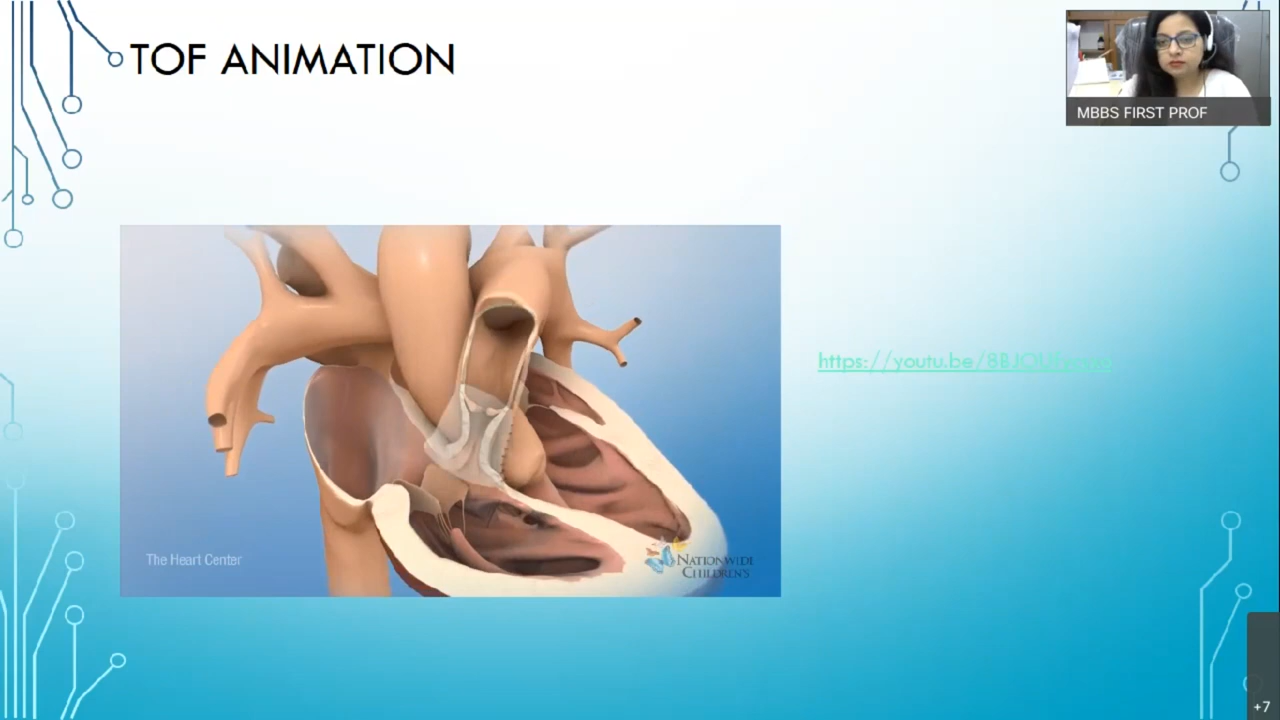 TOF ANIMATION
MBBS FIRST PROF
The Heart Center
NATIONWIDE
CHILDREN'S
+7